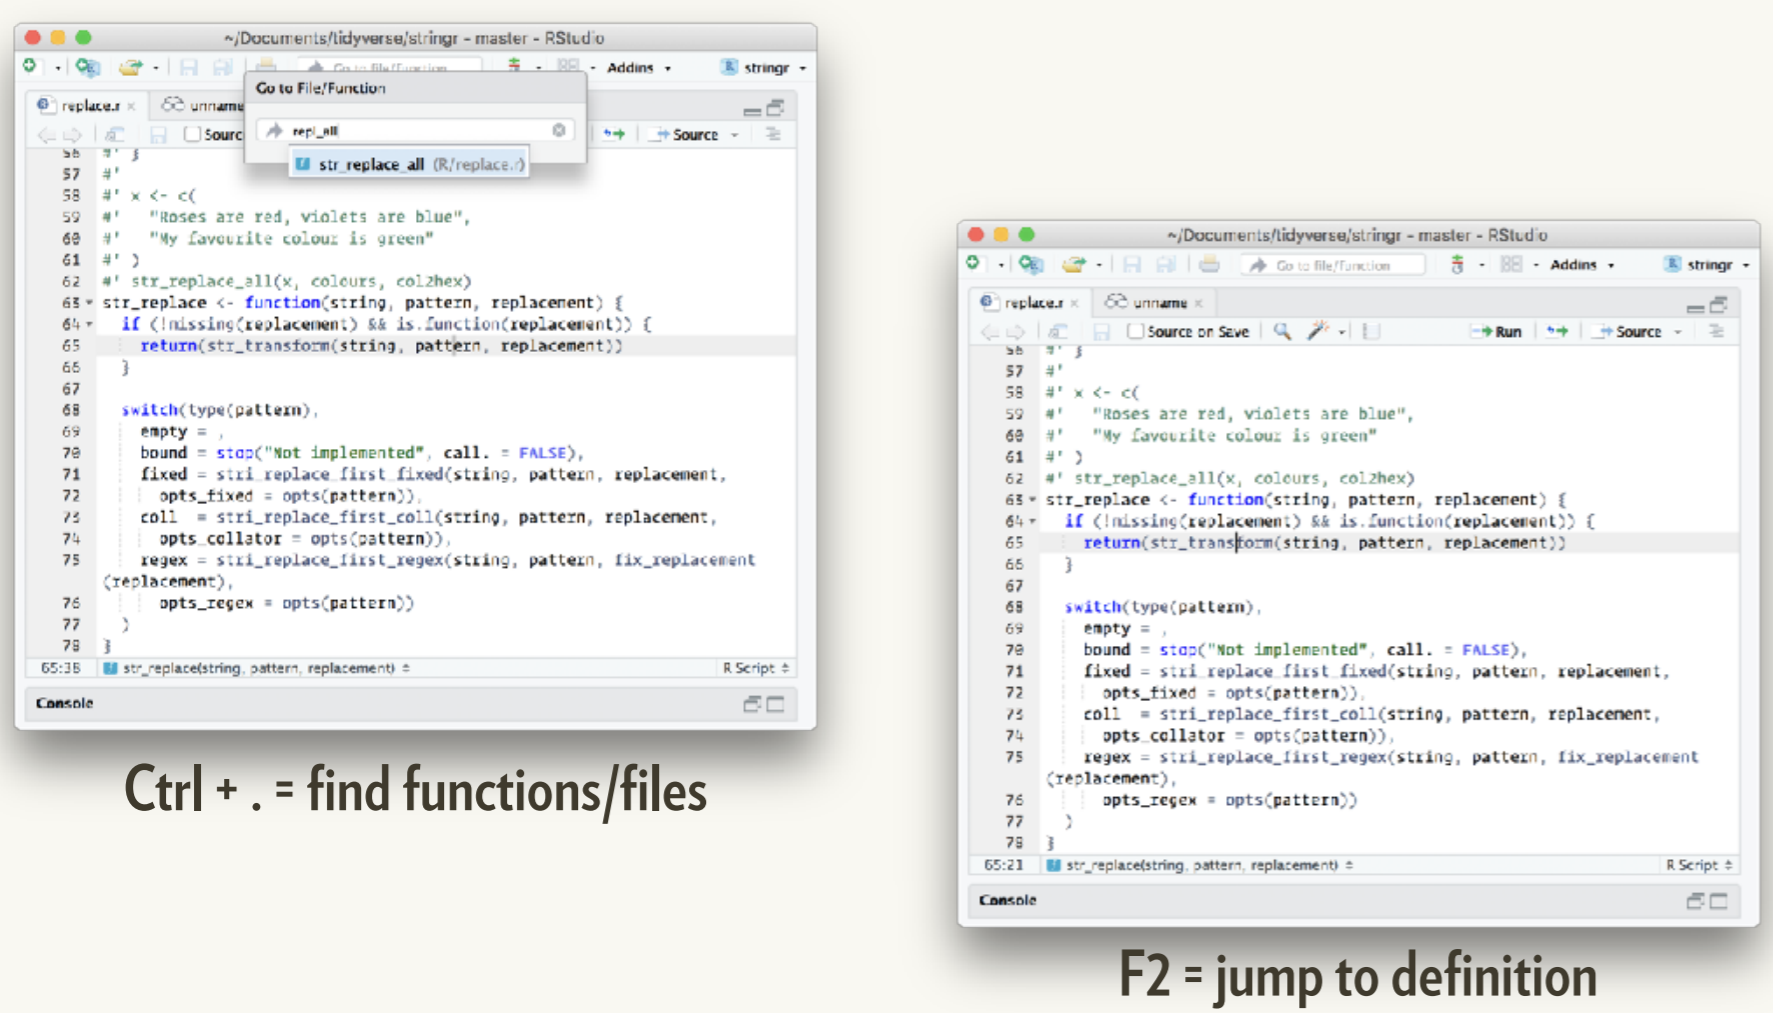 ~/Documents/tidyverse/stringr - master - RStudio
Go to file/function
Addins
stringr
Go to File/Function
replace.r
unname
repl_all
Source
str_replace_all (R/replace.r)
56 #' }
57 #'
58 #' x <- c(
59 #'   "Roses are red, violets are blue",
60 #'   "My favourite colour is green"
61 #' )
62 #' str_replace_all(x, colours, col2hex)
63 str_replace <- function(string, pattern, replacement) {
64   if (!missing(replacement) && is.function(replacement)) {
65     return(str_transform(string, pattern, replacement))
66   }
67
68   switch(type(pattern),
69     empty = ,
70     bound = stop("Not implemented", call. = FALSE),
71     fixed = stri_replace_first_fixed(string, pattern, replacement,
72       opts_fixed = opts(pattern)),
73     coll  = stri_replace_first_coll(string, pattern, replacement,
74       opts_collator = opts(pattern)),
75     regex = stri_replace_first_regex(string, pattern, fix_replacement
(replacement),
76       opts_regex = opts(pattern))
77   )
78 }
65:38 str_replace(string, pattern, replacement) R Script
Console
Ctrl + . = find functions/files
~/Documents/tidyverse/stringr - master - RStudio
Go to file/function Addins stringr
replace.r unname
Source on Save Run Source
56 #' }
57 #'
58 #' x <- c(
59 #'   "Roses are red, violets are blue",
60 #'   "My favourite colour is green"
61 #' )
62 #' str_replace_all(x, colours, col2hex)
63 str_replace <- function(string, pattern, replacement) {
64   if (!missing(replacement) && is.function(replacement)) {
65     return(str_transform(string, pattern, replacement))
66   }
67
68   switch(type(pattern),
69     empty = ,
70     bound = stop("Not implemented", call. = FALSE),
71     fixed = stri_replace_first_fixed(string, pattern, replacement,
72       opts_fixed = opts(pattern)),
73     coll  = stri_replace_first_coll(string, pattern, replacement,
74       opts_collator = opts(pattern)),
75     regex = stri_replace_first_regex(string, pattern, fix_replacement
(replacement),
76       opts_regex = opts(pattern))
77   )
78 }
65:21 str_replace(string, pattern, replacement) R Script
Console
F2 = jump to definition